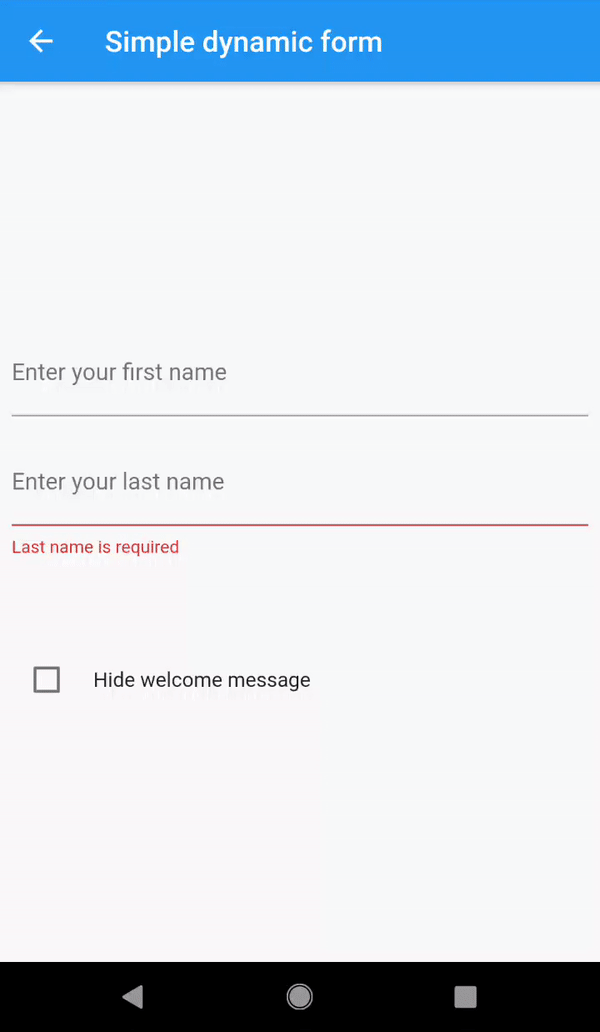 Simple dynamic form
Enter your first name
Enter your last name
Last name is required
Hide welcome message